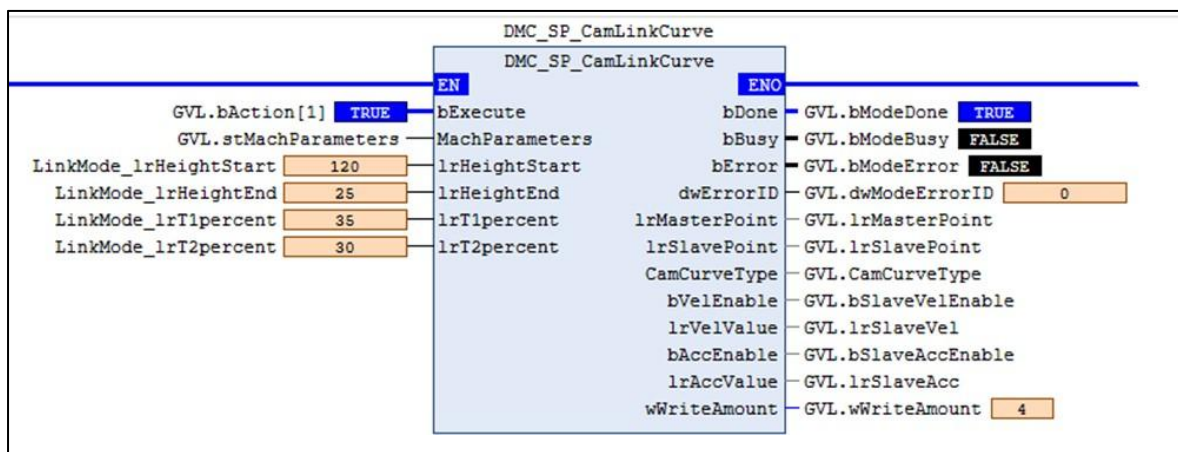 DMC_SP_CamLinkCurve
DMC_SP_CamLinkCurve
EN ENO
GVL.bAction[1] TRUE bExecute bDone GVL.bModeDone TRUE
GVL.stMachParameters MachParameters bBusy GVL.bModeBusy FALSE
LinkMode_lrHeightStart 120 lrHeightStart bError GVL.bModeError FALSE
LinkMode_lrHeightEnd 25 lrHeightEnd dwErrorID GVL.dwModeErrorID 0
LinkMode_lrT1percent 35 lrT1percent lrMasterPoint GVL.lrMasterPoint
LinkMode_lrT2percent 30 lrT2percent lrSlavePoint GVL.lrSlavePoint
CamCurveType GVL.CamCurveType
bVelEnable GVL.bSlaveVelEnable
lrVelValue GVL.lrSlaveVel
bAccEnable GVL.bSlaveAccEnable
lrAccValue GVL.lrSlaveAcc
wWriteAmount GVL.wWriteAmount 4